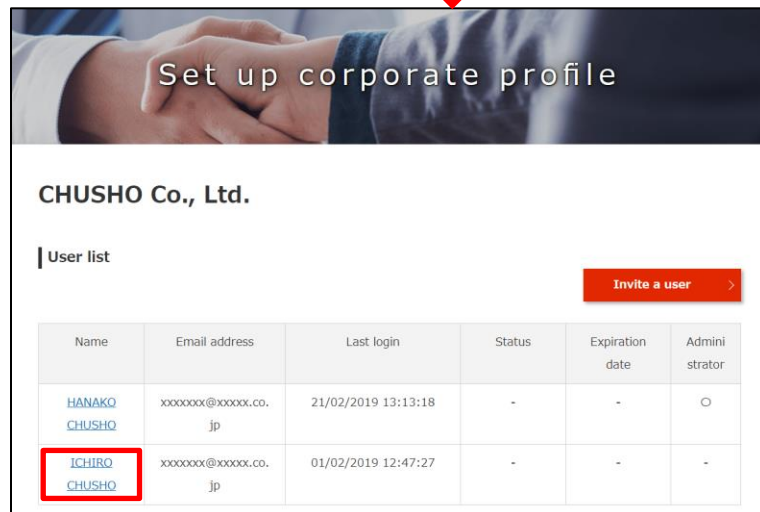 Set up corporate profile
CHUSHO Co., Ltd.
User list
Invite a user
Name Email address Last login Status Expiration date Admini strator
HANAKO CHUSHO xxxxxxx@xxxxx.co. jp 21/02/2019 13:13:18 - - ○
ICHIRO CHUSHO xxxxxxx@xxxxx.co. jp 01/02/2019 12:47:27 - - -